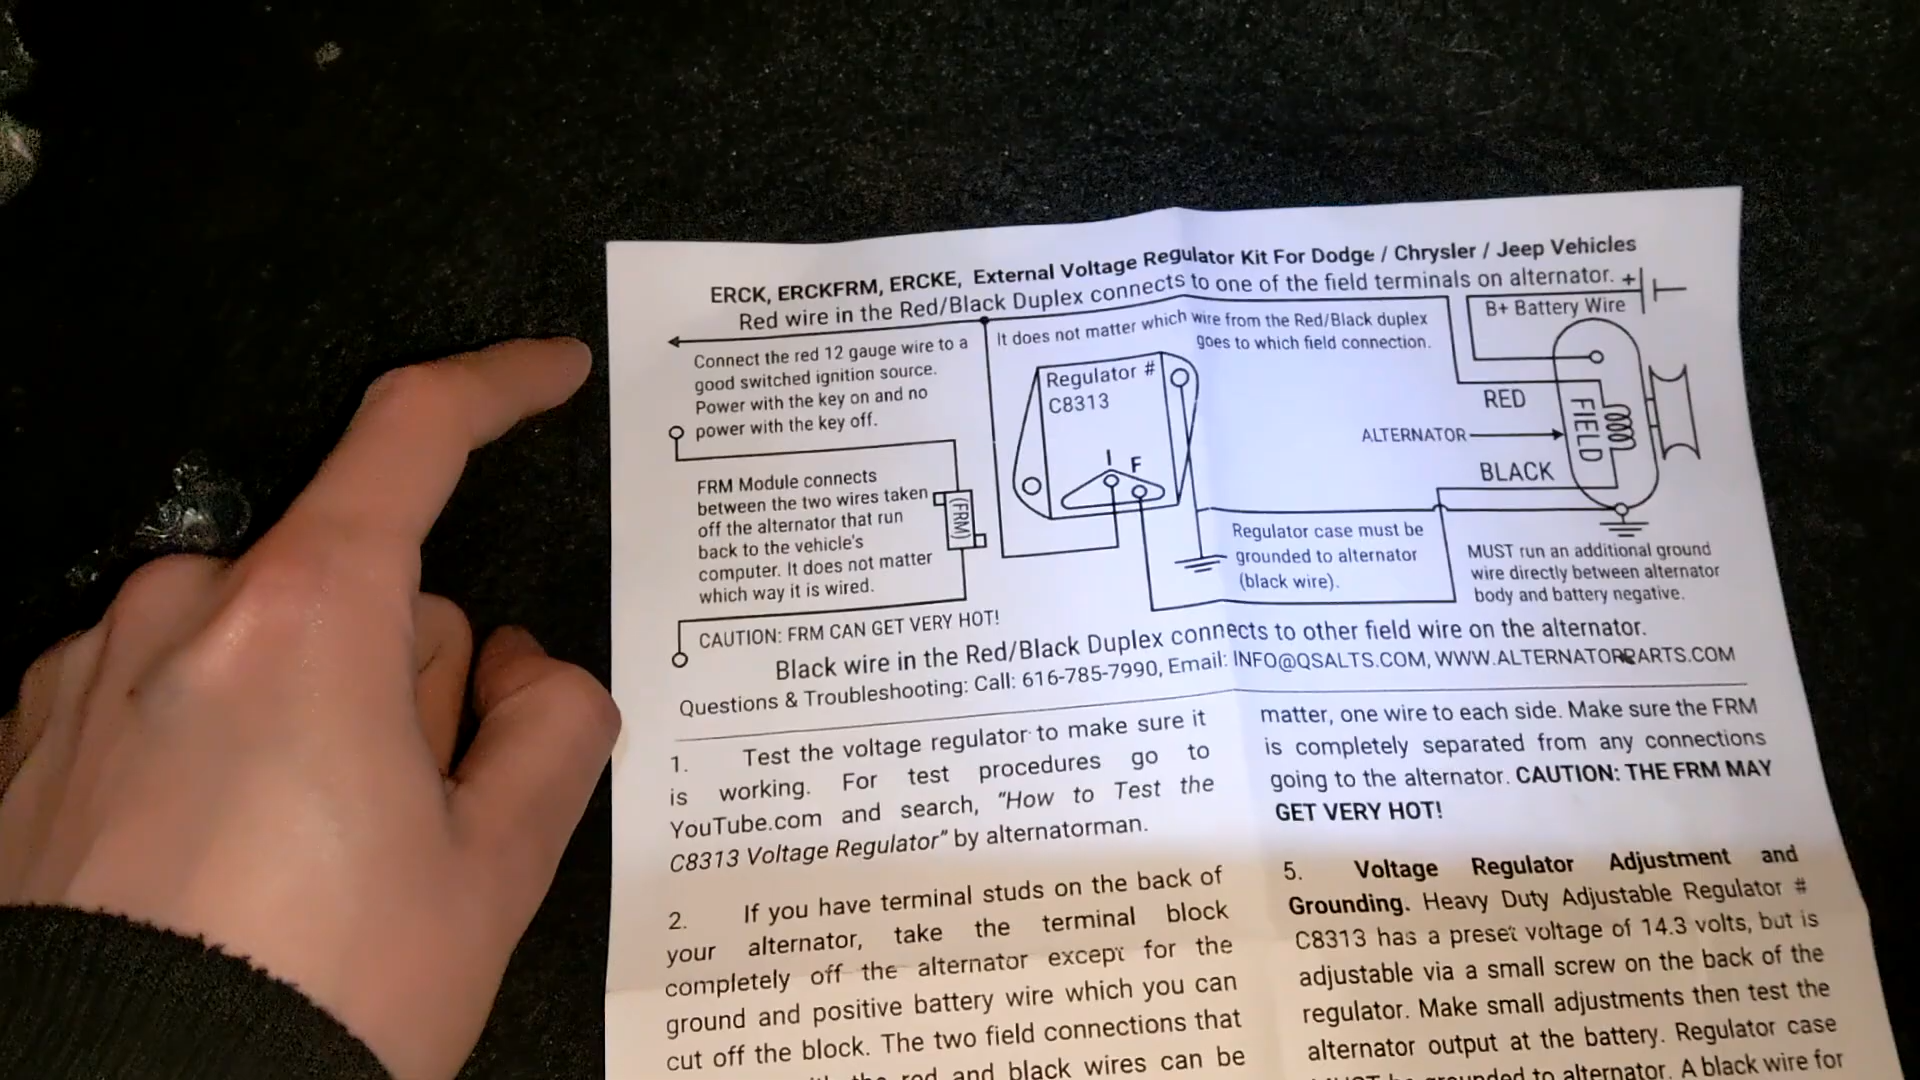 ERCK, ERCKFRM, ERCKE, External Voltage Regulator Kit For Dodge / Chrysler / Jeep Vehicles
Red wire in the Red/Black Duplex connects to one of the field terminals on alternator.
+
B+ Battery Wire
It does not matter which wire from the Red/Black duplex
goes to which field connection.
Connect the red 12 gauge wire to a
good switched ignition source.
Power with the key on and no
power with the key off.
Regulator #
C8313
I F
RED
FIELD
ALTERNATOR
BLACK
FRM Module connects
between the two wires taken
off the alternator that run
back to the vehicle's
computer. It does not matter
which way it is wired.
(FRM)
Regulator case must be
grounded to alternator
(black wire).
MUST run an additional ground
wire directly between alternator
body and battery negative.
CAUTION: FRM CAN GET VERY HOT!
Black wire in the Red/Black Duplex connects to other field wire on the alternator.
Questions & Troubleshooting: Call: 616-785-7990, Email: INFO@QSALTS.COM, WWW.ALTERNATORPARTS.COM
1. Test the voltage regulator to make sure it
is working. For test procedures go to
YouTube.com and search, "How to Test the
C8313 Voltage Regulator" by alternatorman.
2. If you have terminal studs on the back of
your alternator, take the terminal block
completely off the alternator except for the
ground and positive battery wire which you can
cut off the block. The two field connections that
the red and black wires can be
matter, one wire to each side. Make sure the FRM
is completely separated from any connections
going to the alternator. CAUTION: THE FRM MAY
GET VERY HOT!
5. Voltage Regulator Adjustment and
Grounding. Heavy Duty Adjustable Regulator #
C8313 has a preset voltage of 14.3 volts, but is
adjustable via a small screw on the back of the
regulator. Make small adjustments then test the
alternator output at the battery. Regulator case
MUST be grounded to alternator. A black wire for